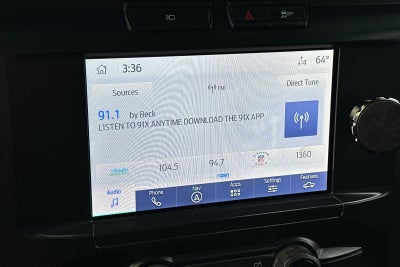 3:36
64°
Sources
FM
Direct Tune
91.1 by Beck
LISTEN TO 91X ANYTIME DOWNLOAD THE 91X APP
104.5
94.7
1360
Audio
Phone
Nav
Apps
Settings
Features